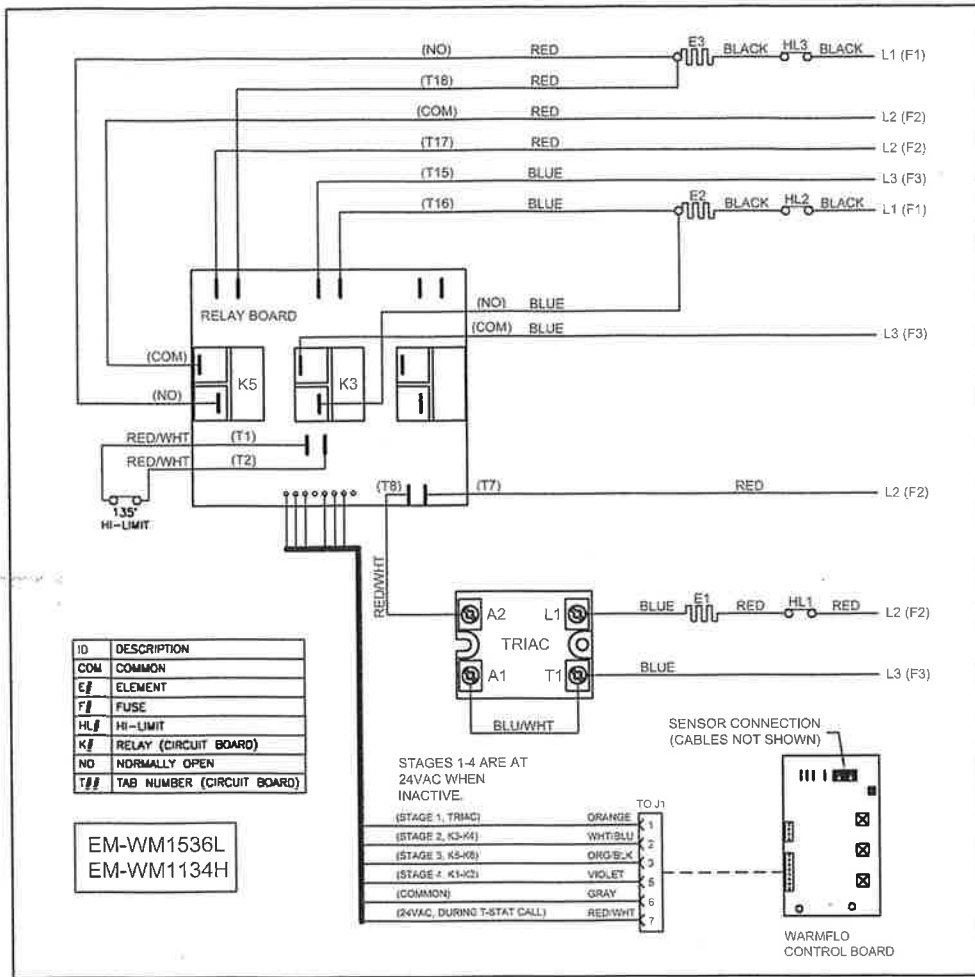 (NO) RED E3 BLACK HL3 BLACK L1 (F1)
(T18) RED
(COM) RED L2 (F2)
(T17) RED L2 (F2)
(T15) BLUE L3 (F3)
(T16) BLUE E2 BLACK HL2 BLACK L1 (F1)
RELAY BOARD
(NO) BLUE
(COM) BLUE L3 (F3)
(COM)
K5 K3
(NO)
RED/WHT (T1)
RED/WHT (T2)
135°
HI-LIMIT
(T8) (T7) RED L2 (F2)
RED/WHT
A2 L1 BLUE E1 RED HL1 RED L2 (F2)
TRIAC
A1 T1 BLUE L3 (F3)
BLU/WHT
ID DESCRIPTION
COM COMMON
E# ELEMENT
F# FUSE
HL# HI-LIMIT
K# RELAY (CIRCUIT BOARD)
NO NORMALLY OPEN
T## TAB NUMBER (CIRCUIT BOARD)
EM-WM1536L
EM-WM1134H
STAGES 1-4 ARE AT
24VAC WHEN
INACTIVE.
SENSOR CONNECTION
(CABLES NOT SHOWN)
TO J1
(STAGE 1, TRIAC) ORANGE 1
(STAGE 2, K3-K4) WHT/BLU 2
(STAGE 3, K5-K6) ORG/BLK 3
(STAGE 4, K1-K2) VIOLET 5
(COMMON) GRAY 6
(24VAC, DURING T-STAT CALL) RED/WHT 7
WARMFLO
CONTROL BOARD